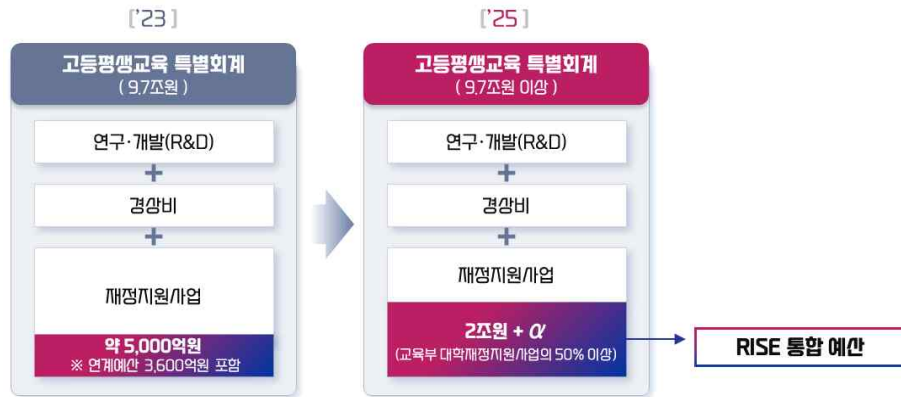 ['23]
고등평생교육 특별회계
( 9.7조원 )
연구·개발(R&D)
+
경상비
+
재정지원사업
약 5,000억원
※ 연계예산 3,600억원 포함
['25]
고등평생교육 특별회계
( 9.7조원 이상 )
연구·개발(R&D)
+
경상비
+
재정지원사업
2조원 + α
(교육부 대학재정지원사업의 50% 이상)
RISE 통합 예산